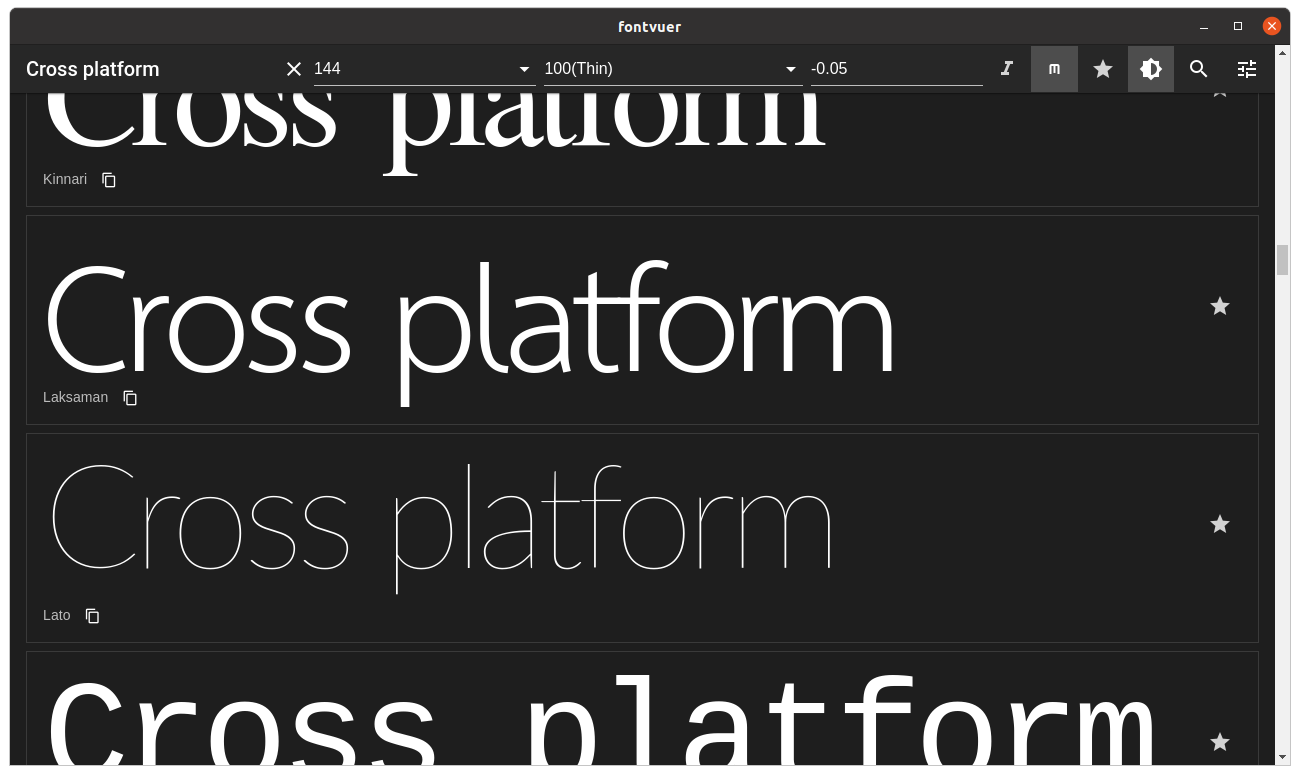 fontvuer
Cross platform 144 100(Thin) -0.05
Cross platform
Kinnari
Cross platform
Laksaman
Cross platform
Lato
Cross platform